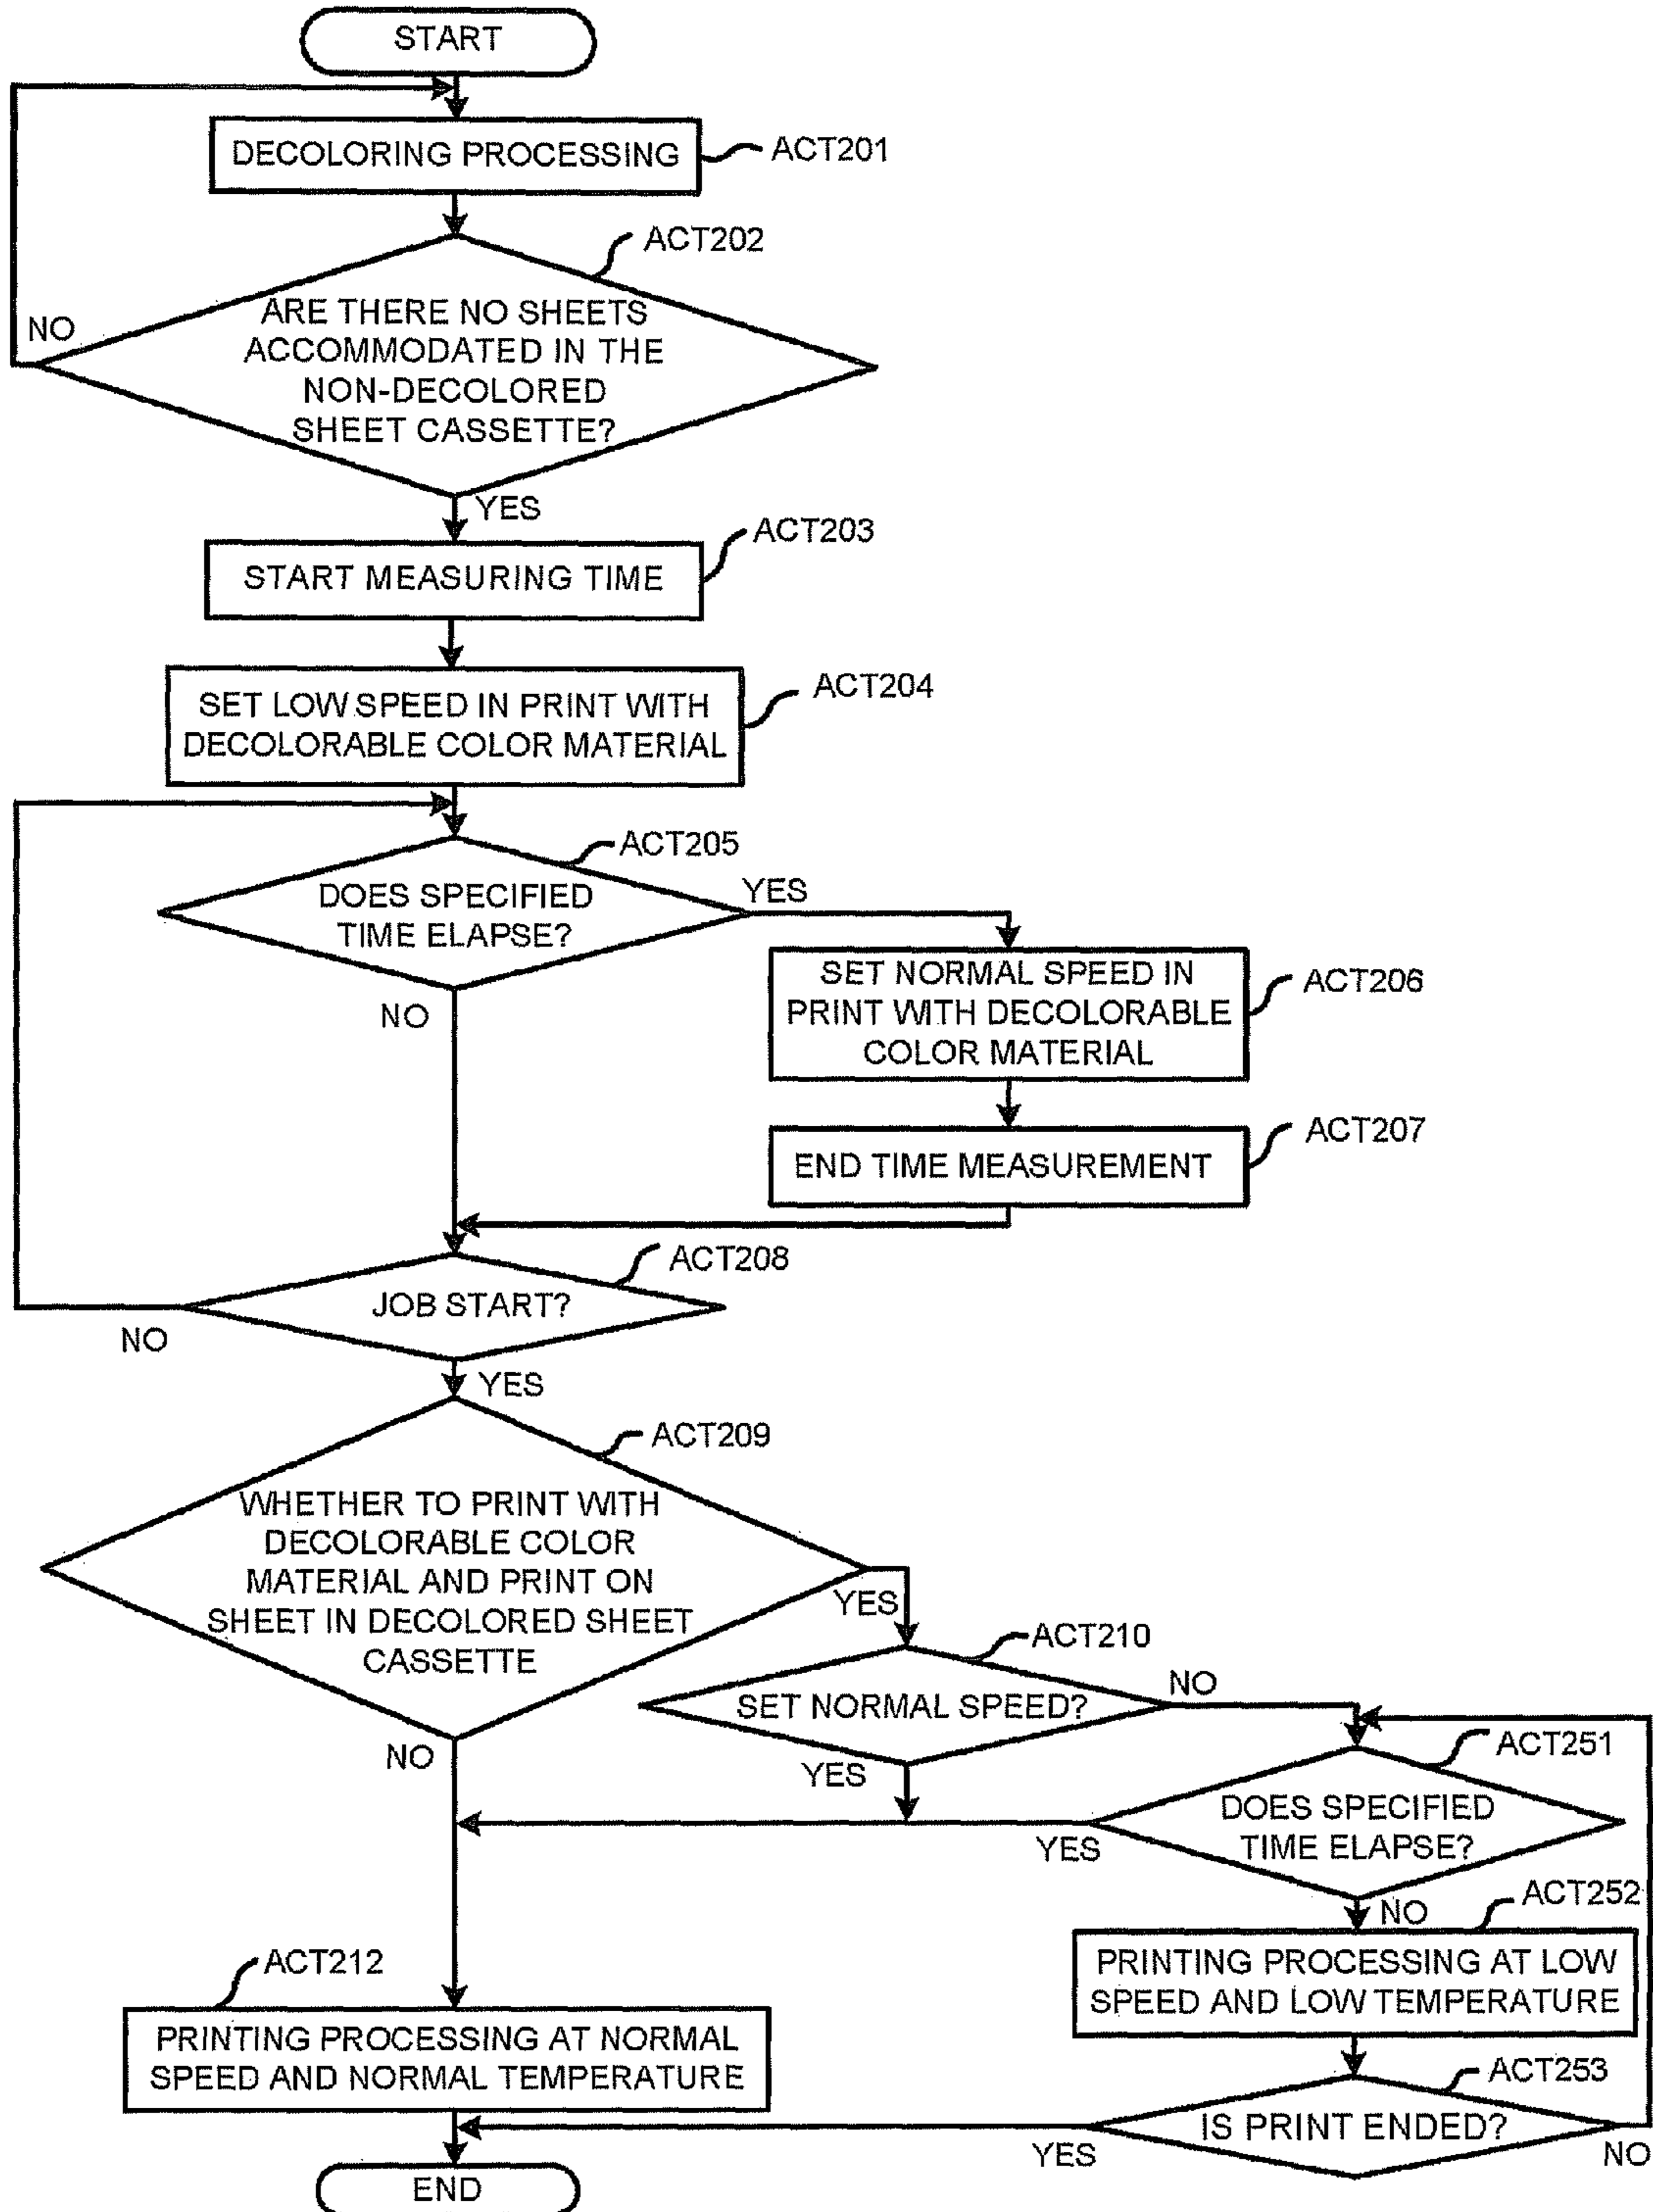 START
DECOLORING PROCESSING
ACT201
ACT202
ARE THERE NO SHEETS
ACCOMMODATED IN THE
NON-DECOLORED
SHEET CASSETTE?
NO
YES
ACT203
START MEASURING TIME
ACT204
SET LOW SPEED IN PRINT WITH
DECOLORABLE COLOR MATERIAL
ACT205
DOES SPECIFIED
TIME ELAPSE?
YES
NO
SET NORMAL SPEED IN
PRINT WITH DECOLORABLE
COLOR MATERIAL
ACT206
ACT207
END TIME MEASUREMENT
ACT208
JOB START?
NO
YES
ACT209
WHETHER TO PRINT WITH
DECOLORABLE COLOR
MATERIAL AND PRINT ON
SHEET IN DECOLORED SHEET
CASSETTE
YES
NO
ACT210
SET NORMAL SPEED?
NO
YES
ACT251
DOES SPECIFIED
TIME ELAPSE?
YES
NO
ACT252
PRINTING PROCESSING AT LOW
SPEED AND LOW TEMPERATURE
ACT212
PRINTING PROCESSING AT NORMAL
SPEED AND NORMAL TEMPERATURE
ACT253
IS PRINT ENDED?
YES
NO
END